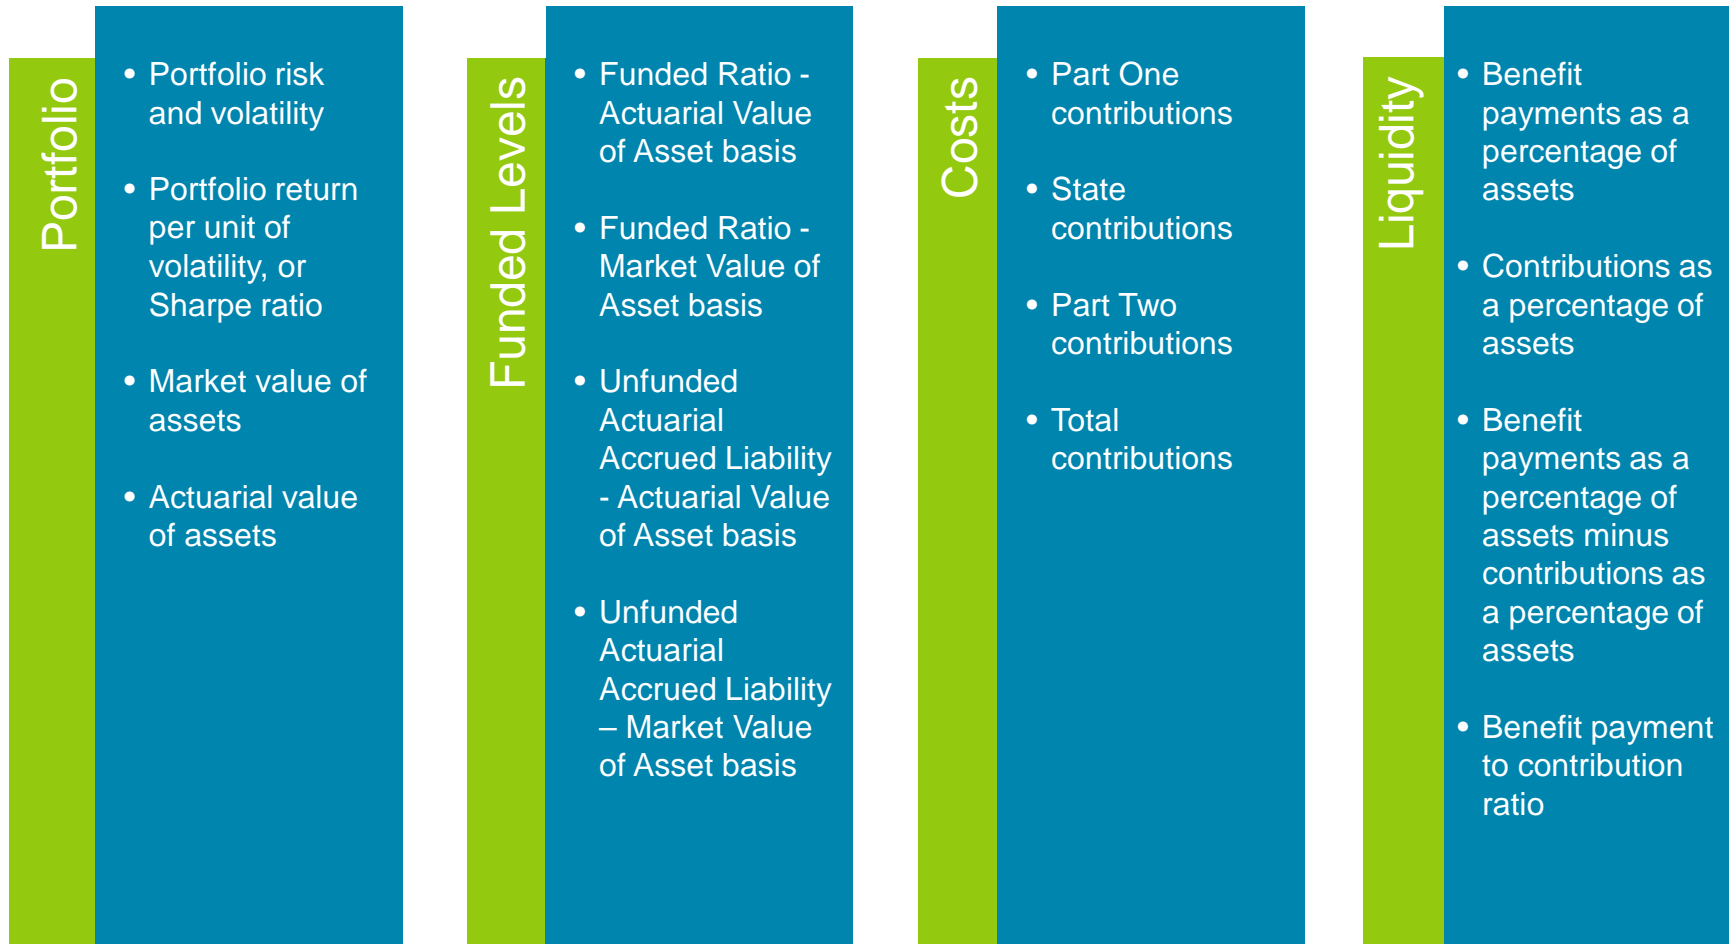 Portfolio
• Portfolio risk
and volatility
• Portfolio return
per unit of
volatility, or
Sharpe ratio
• Market value of
assets
• Actuarial value
of assets
Funded Levels
• Funded Ratio -
Actuarial Value
of Asset basis
• Funded Ratio -
Market Value of
Asset basis
• Unfunded
Actuarial
Accrued Liability
- Actuarial Value
of Asset basis
• Unfunded
Actuarial
Accrued Liability
– Market Value
of Asset basis
Costs
• Part One
contributions
• State
contributions
• Part Two
contributions
• Total
contributions
Liquidity
• Benefit
payments as a
percentage of
assets
• Contributions as
a percentage of
assets
• Benefit
payments as a
percentage of
assets minus
contributions as
a percentage of
assets
• Benefit payment
to contribution
ratio